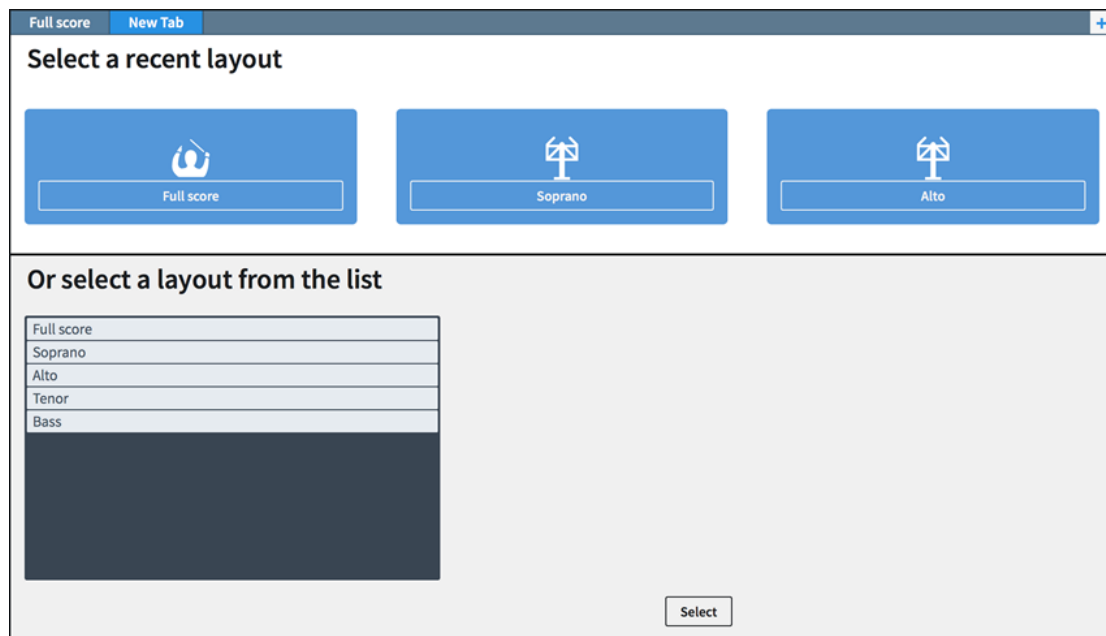 Full score New Tab +
Select a recent layout
Full score Soprano Alto
Or select a layout from the list
Full score
Soprano
Alto
Tenor
Bass
Select